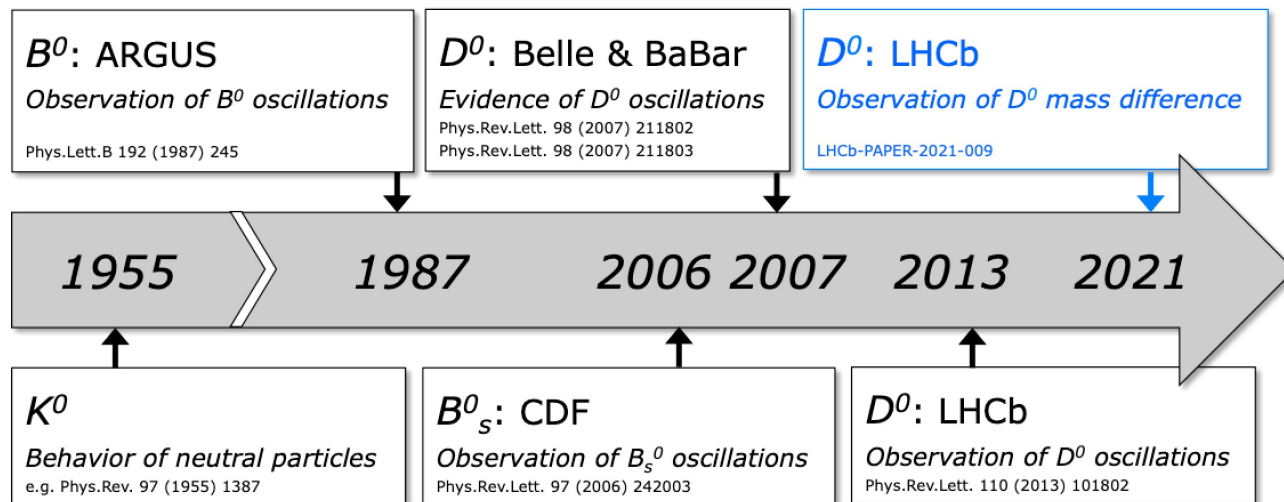 B⁰: ARGUS
Observation of B⁰ oscillations
Phys.Lett.B 192 (1987) 245
D⁰: Belle & BaBar
Evidence of D⁰ oscillations
Phys.Rev.Lett. 98 (2007) 211802
Phys.Rev.Lett. 98 (2007) 211803
D⁰: LHCb
Observation of D⁰ mass difference
LHCb-PAPER-2021-009
1955 1987 2006 2007 2013 2021
K⁰
Behavior of neutral particles
e.g. Phys.Rev. 97 (1955) 1387
B⁰ₛ: CDF
Observation of Bₛ⁰ oscillations
Phys.Rev.Lett. 97 (2006) 242003
D⁰: LHCb
Observation of D⁰ oscillations
Phys.Rev.Lett. 110 (2013) 101802